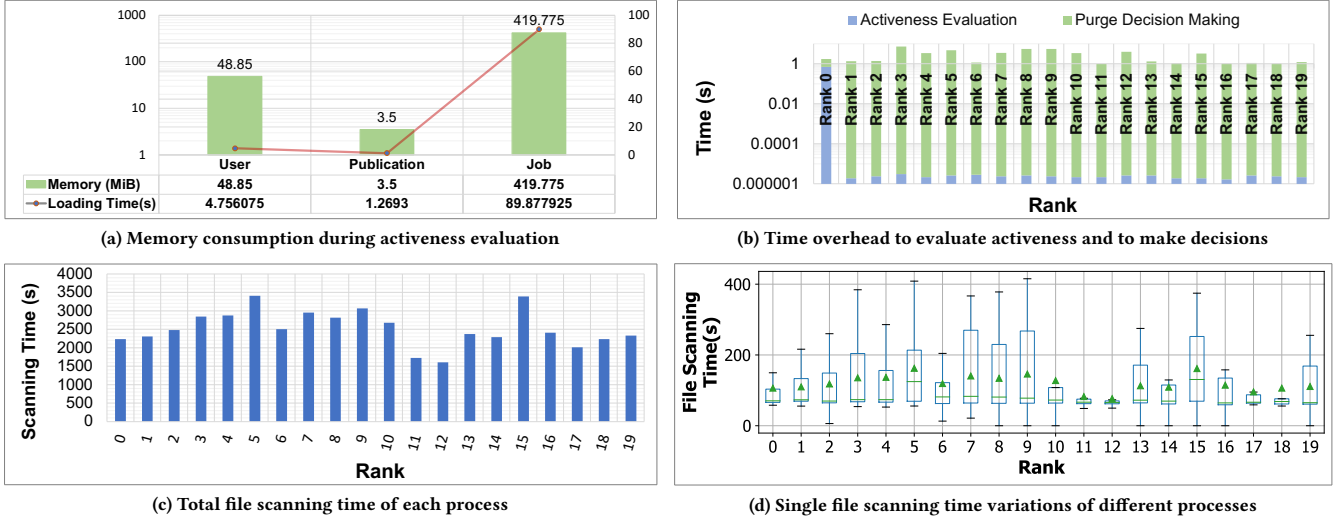 1000
100
10
1
100
80
60
40
20
0
48.85
3.5
419.775
User Publication Job
Memory (MiB) 48.85 3.5 419.775
Loading Time(s) 4.756075 1.2693 89.877925
(a) Memory consumption during activeness evaluation
Activeness Evaluation Purge Decision Making
Time (s)
1
0.01
0.0001
0.000001
Rank 0
Rank 1
Rank 2
Rank 3
Rank 4
Rank 5
Rank 6
Rank 7
Rank 8
Rank 9
Rank 10
Rank 11
Rank 12
Rank 13
Rank 14
Rank 15
Rank 16
Rank 17
Rank 18
Rank 19
Rank
(b) Time overhead to evaluate activeness and to make decisions
Scanning Time (s)
4000
3500
3000
2500
2000
1500
1000
500
0
0 1 2 3 4 5 6 7 8 9 10 11 12 13 14 15 16 17 18 19
Rank
(c) Total file scanning time of each process
File Scanning
Time(s)
400
200
0
0 1 2 3 4 5 6 7 8 9 10 11 12 13 14 15 16 17 18 19
Rank
(d) Single file scanning time variations of different processes